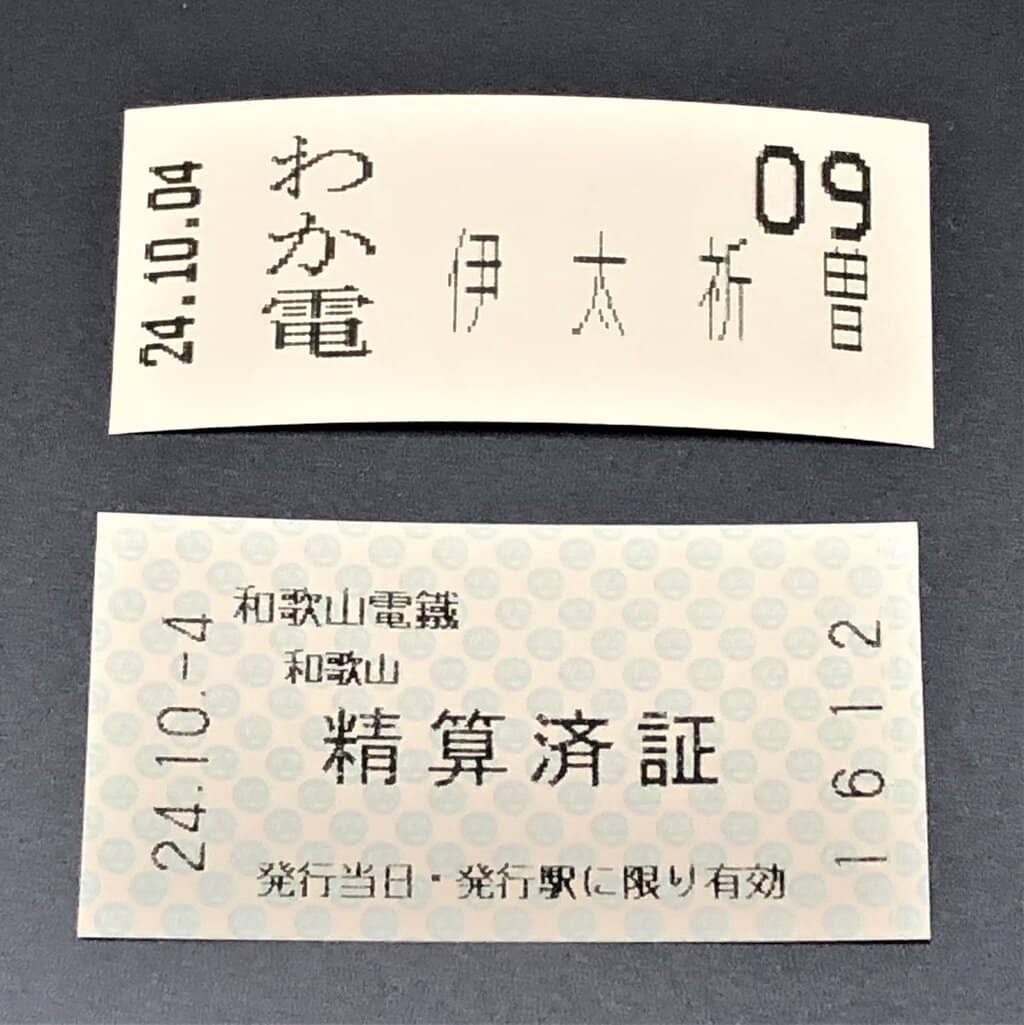 24.10.04
わか電
09
伊太祈曽
和歌山電鐵
和歌山
24.10.-4
精算済証
1612
発行当日・発行駅に限り有効